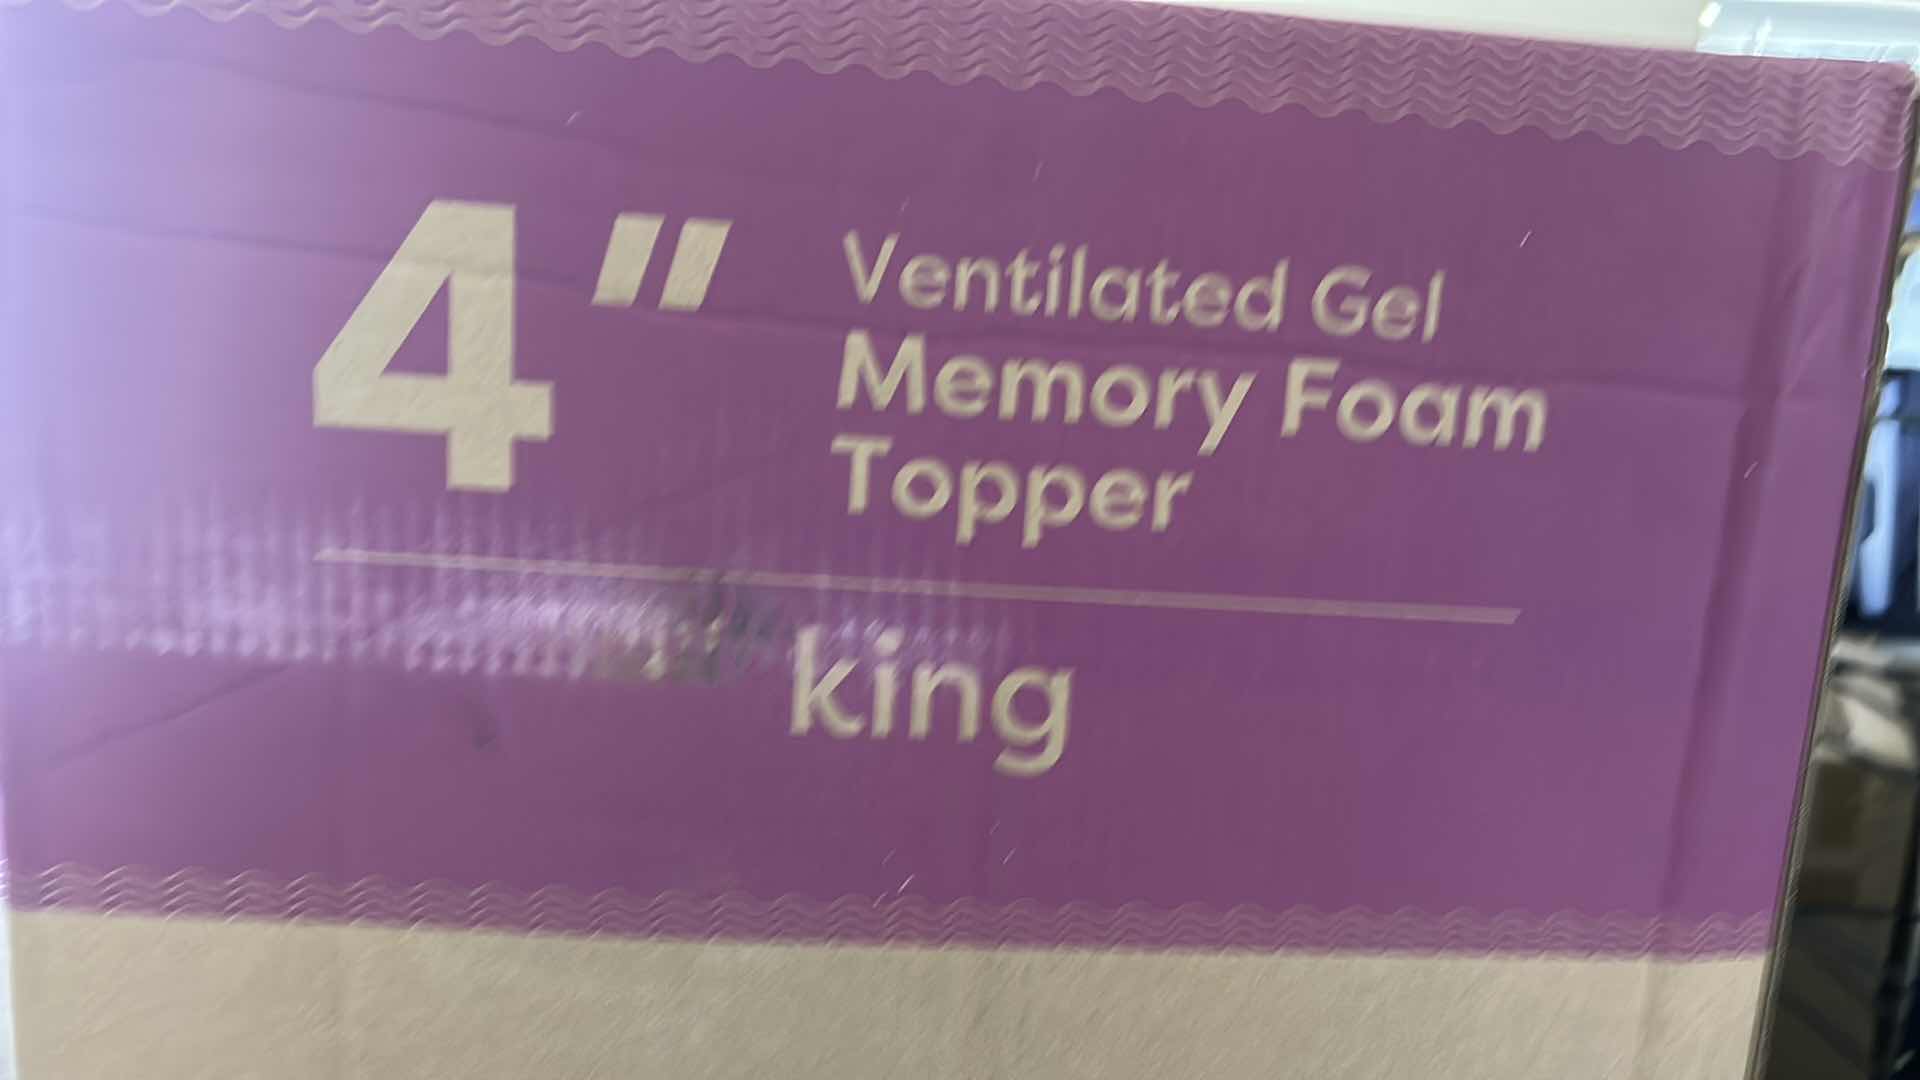 4" Ventilated Gel
Memory Foam
Topper
king